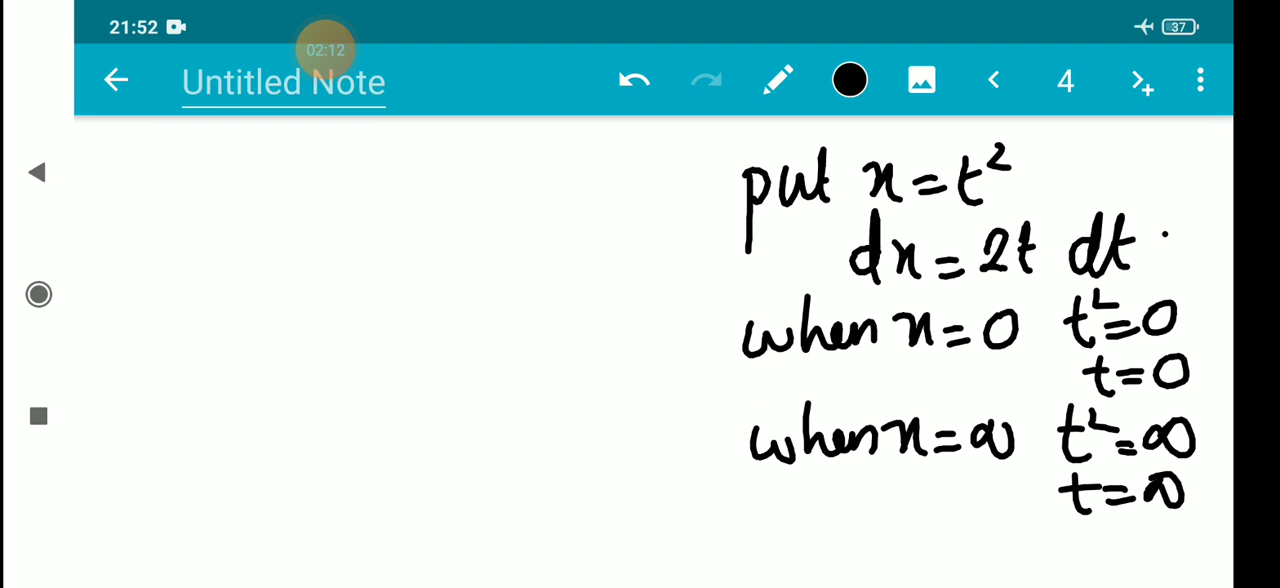 21:52
02:12
37
Untitled Note
4
put x=t²
dx=2t dt .
when x=0 t²=0
t=0
when x=∞ t²=∞
t=∞